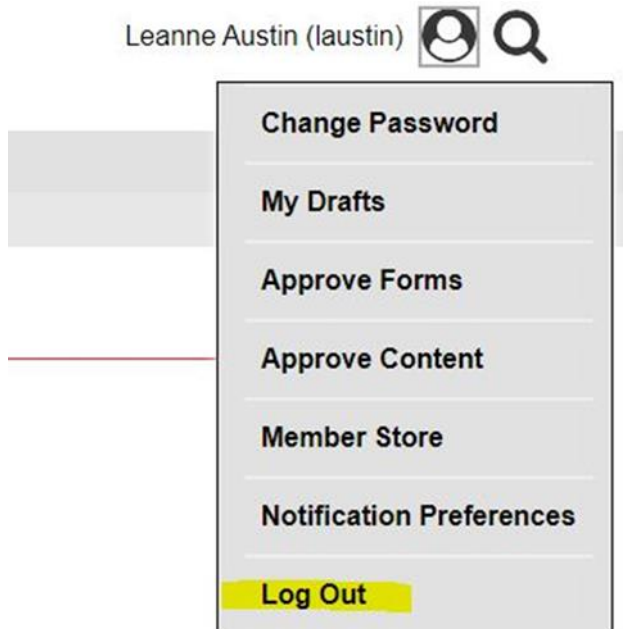 Leanne Austin (laustin)
Change Password
My Drafts
Approve Forms
Approve Content
Member Store
Notification Preferences
Log Out